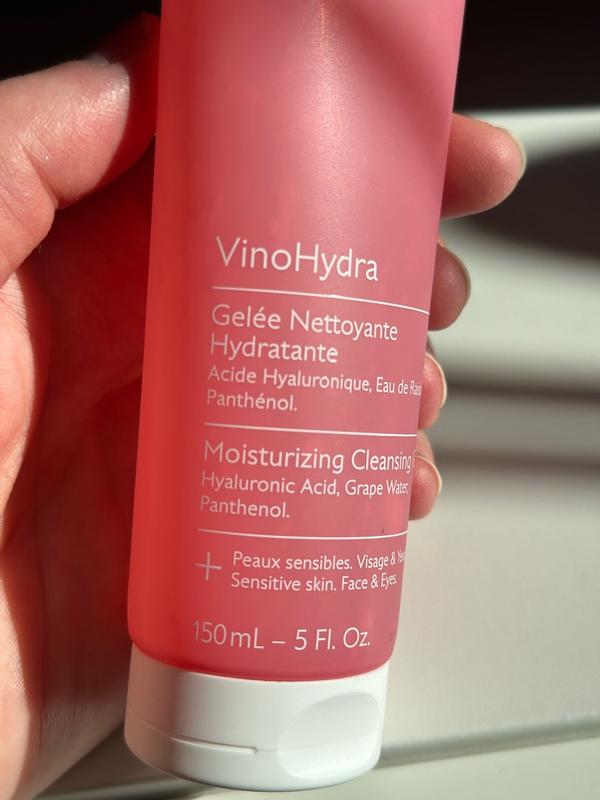 VinoHydra
Gelée Nettoyante
Hydratante
Acide Hyaluronique, Eau de
Panthénol.
Moisturizing Cleansing
Hyaluronic Acid, Grape Water,
Panthenol.
+ Peaux sensibles. Visage &
Sensitive skin. Face & Eyes
150mL – 5 Fl. Oz.